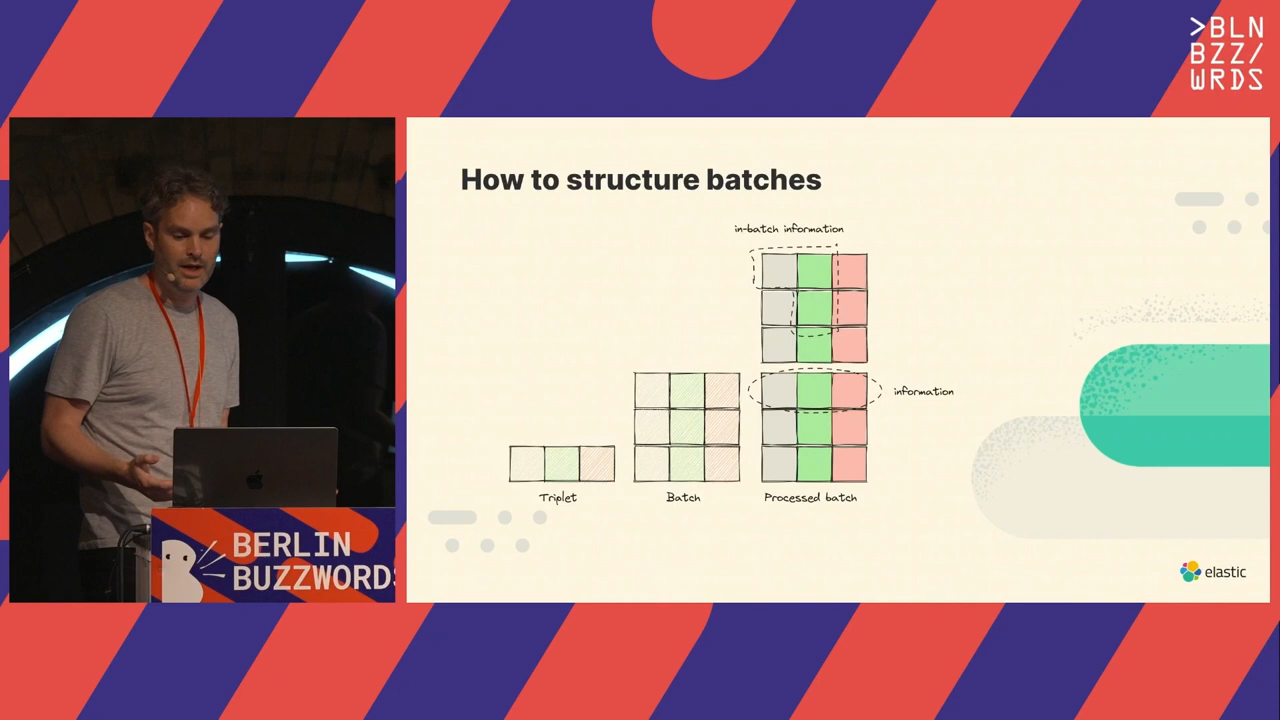 >BLN
BZZ/
WRDS
How to structure batches
in-batch information
information
Triplet
Batch
Processed batch
BERLIN
BUZZWORDS
elastic